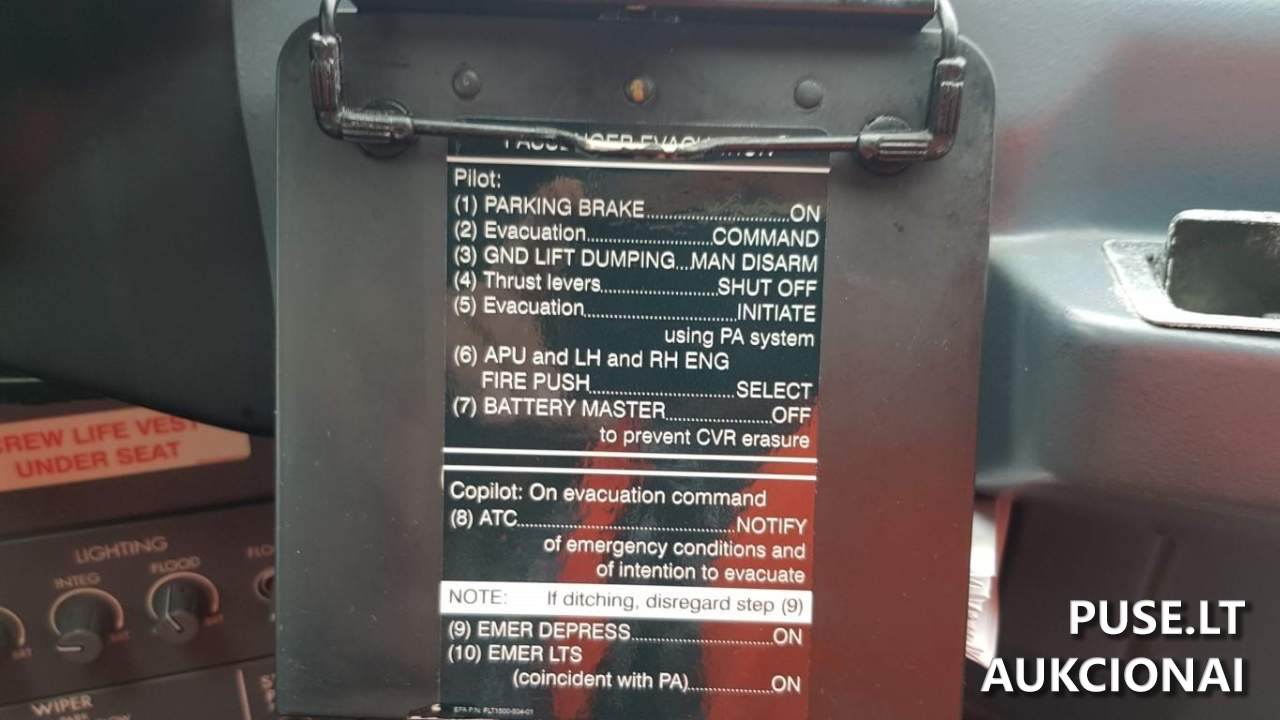 PASSENGER EVACUATION
Pilot:
(1) PARKING BRAKE ON
(2) Evacuation COMMAND
(3) GND LIFT DUMPING MAN DISARM
(4) Thrust levers SHUT OFF
(5) Evacuation INITIATE
using PA system
(6) APU and LH and RH ENG
FIRE PUSH SELECT
(7) BATTERY MASTER OFF
to prevent CVR erasure
Copilot: On evacuation command
(8) ATC NOTIFY
of emergency conditions and
of intention to evacuate
NOTE: If ditching, disregard step (9)
(9) EMER DEPRESS ON
(10) EMER LTS
(coincident with PA) ON
CREW LIFE VEST
UNDER SEAT
LIGHTING
INTEG FLOOD FLO
WIPER
PUSE.LT
AUKCIONAI